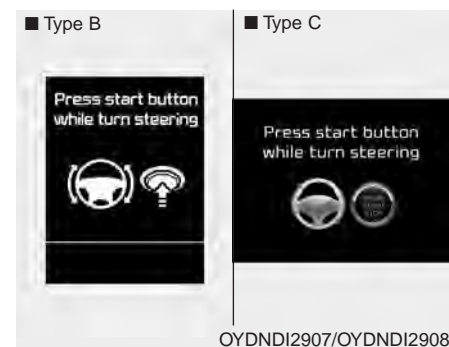 ■ Type B
Press start button
while turn steering
■ Type C
Press start button
while turn steering
OYDNDI2907/OYDNDI2908